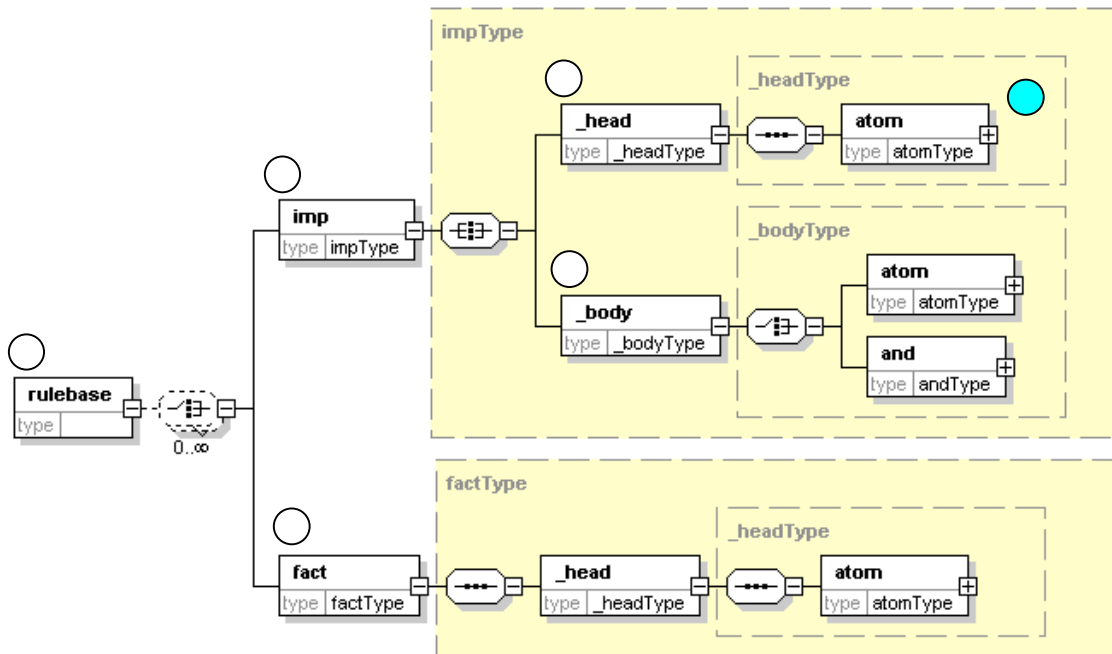 impType
_headType
_head
type _headType
atom
type atomType
imp
type impType
_bodyType
atom
type atomType
_body
type _bodyType
and
type andType
rulebase
type
0..∞
factType
_headType
fact
type factType
_head
type _headType
atom
type atomType